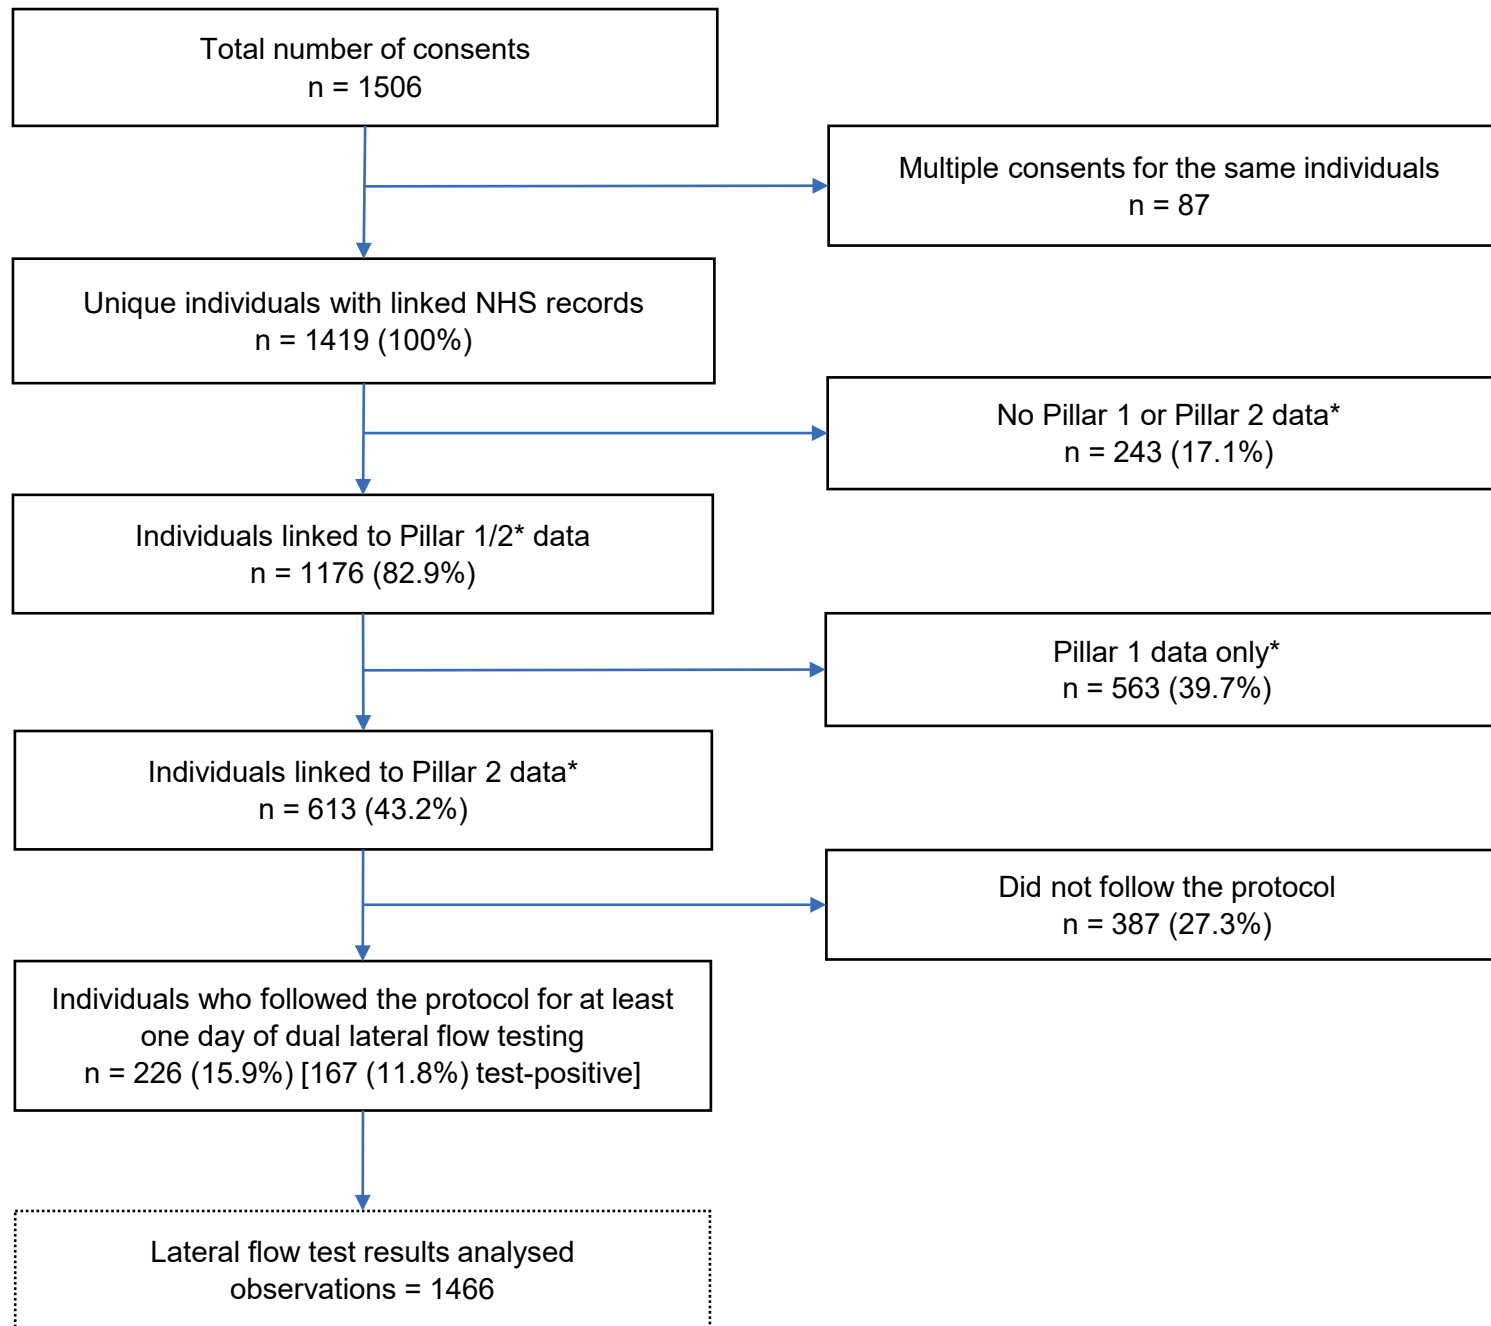 Total number of consents
n = 1506
Multiple consents for the same individuals
n = 87
Unique individuals with linked NHS records
n = 1419 (100%)
No Pillar 1 or Pillar 2 data*
n = 243 (17.1%)
Individuals linked to Pillar 1/2* data
n = 1176 (82.9%)
Pillar 1 data only*
n = 563 (39.7%)
Individuals linked to Pillar 2 data*
n = 613 (43.2%)
Did not follow the protocol
n = 387 (27.3%)
Individuals who followed the protocol for at least
one day of dual lateral flow testing
n = 226 (15.9%) [167 (11.8%) test-positive]
Lateral flow test results analysed
observations = 1466